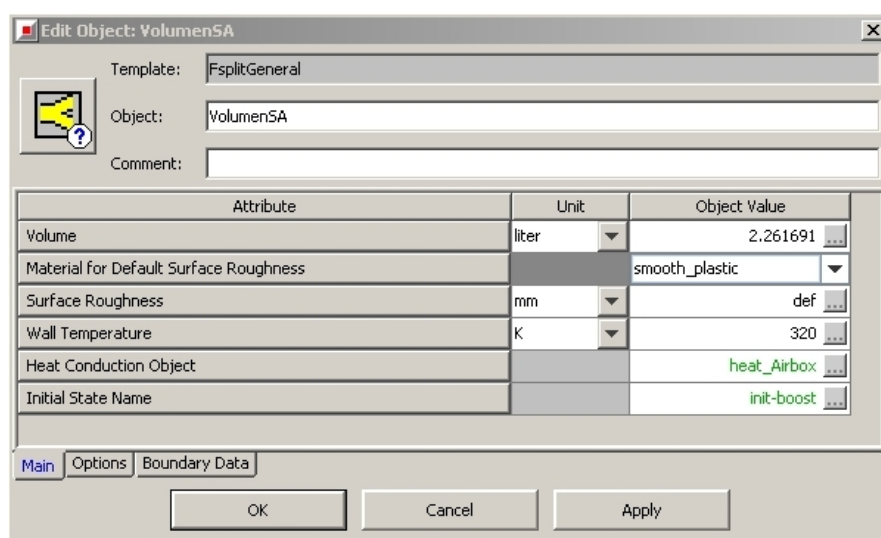 Edit Object: VolumenSA
Template: FsplitGeneral
Object: VolumenSA
Comment:
Attribute Unit Object Value
Volume liter 2.261691 ...
Material for Default Surface Roughness smooth_plastic
Surface Roughness mm def ...
Wall Temperature K 320 ...
Heat Conduction Object heat_Airbox ...
Initial State Name init-boost ...
Main Options Boundary Data
OK Cancel Apply